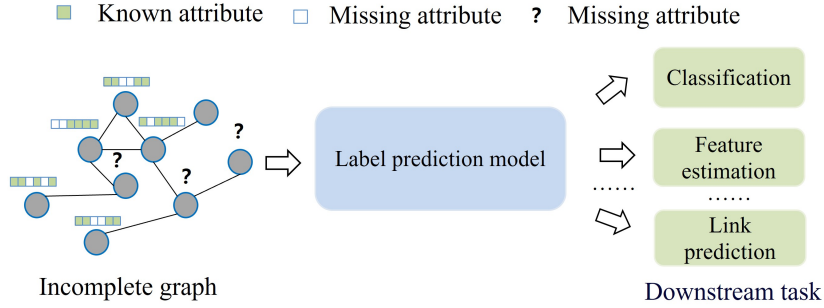 Known attribute Missing attribute ? Missing attribute
?
?
?
Label prediction model
Classification
Feature
estimation
......
......
Link
prediction
Incomplete graph
Downstream task